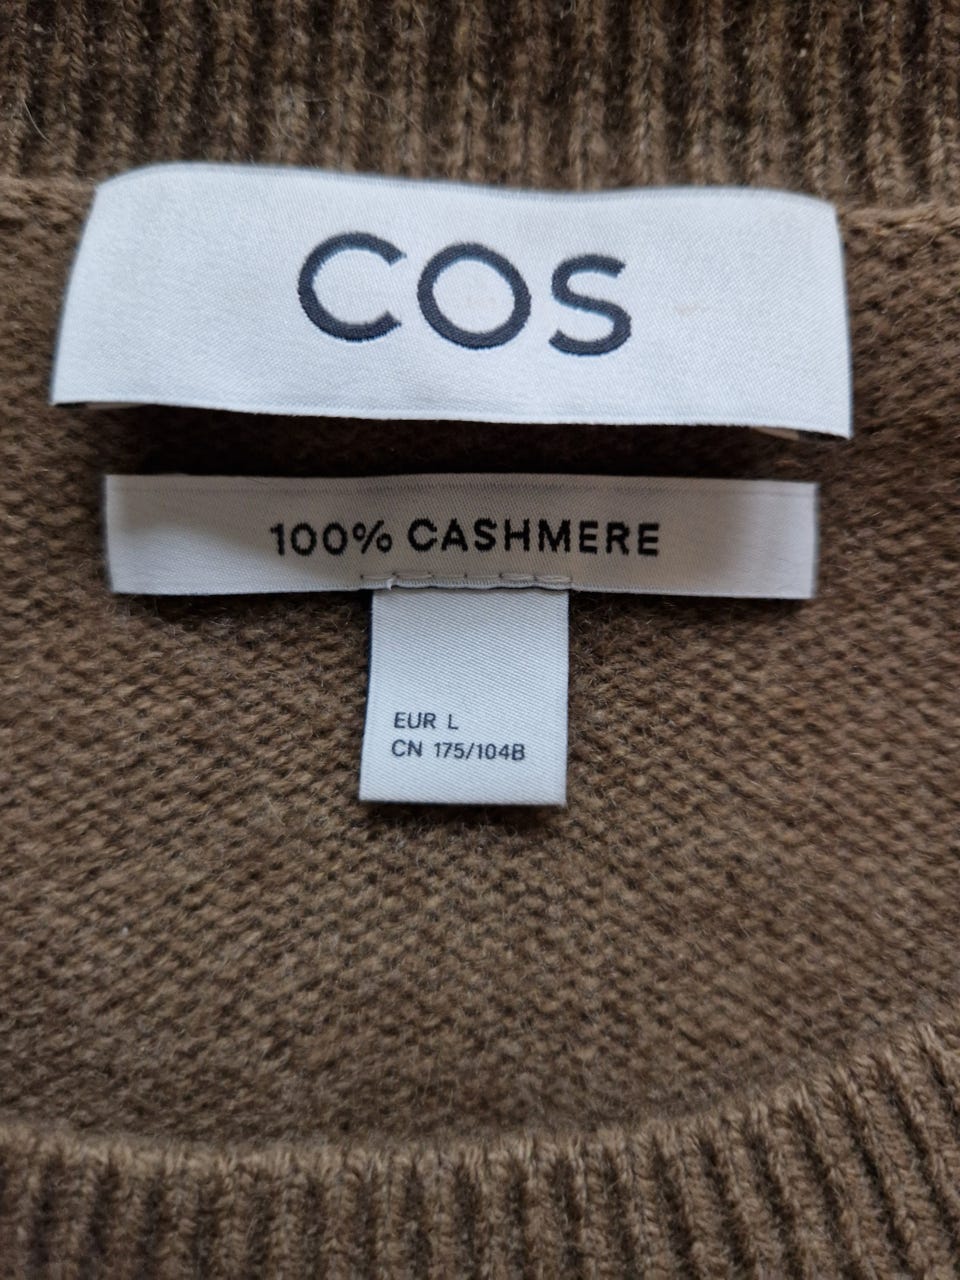 COS
100% CASHMERE
EUR L
CN 175/104B